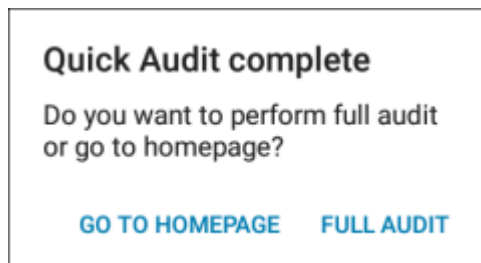 Quick Audit complete
Do you want to perform full audit
or go to homepage?
GO TO HOMEPAGE FULL AUDIT